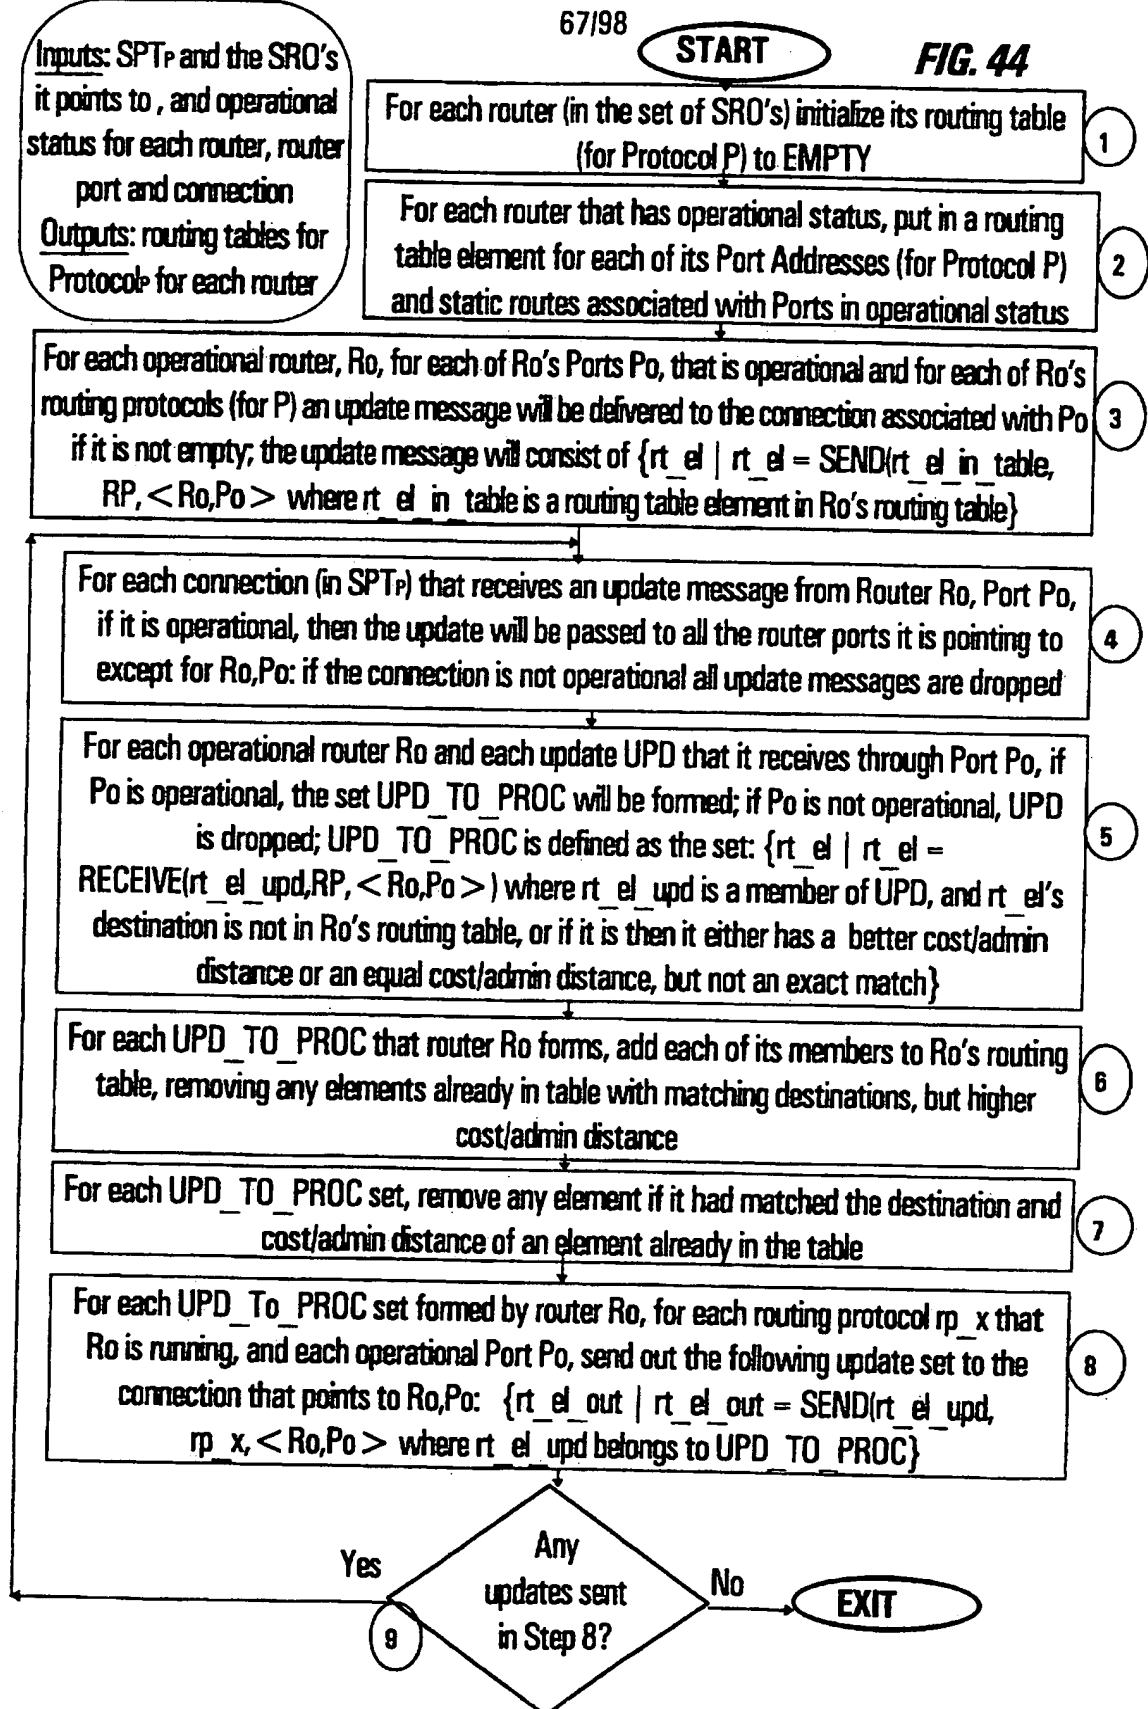 67/98
FIG. 44
Inputs: SPTP and the SRO's
it points to , and operational
status for each router, router
port and connection
Outputs: routing tables for
ProtocolP for each router
START
For each router (in the set of SRO's) initialize its routing table
(for Protocol P) to EMPTY
1
For each router that has operational status, put in a routing
table element for each of its Port Addresses (for Protocol P)
and static routes associated with Ports in operational status
2
For each operational router, Ro, for each of Ro's Ports Po, that is operational and for each of Ro's
routing protocols (for P) an update message will be delivered to the connection associated with Po
if it is not empty; the update message will consist of {rt_el | rt_el = SEND(rt_el_in_table,
RP, <Ro,Po> where rt_el_in_table is a routing table element in Ro's routing table}
3
For each connection (in SPTP) that receives an update message from Router Ro, Port Po,
if it is operational, then the update will be passed to all the router ports it is pointing to
except for Ro,Po: if the connection is not operational all update messages are dropped
4
For each operational router Ro and each update UPD that it receives through Port Po, if
Po is operational, the set UPD_TO_PROC will be formed; if Po is not operational, UPD
is dropped; UPD_TO_PROC is defined as the set: {rt_el | rt_el =
RECEIVE(rt_el_upd,RP, <Ro,Po>) where rt_el_upd is a member of UPD, and rt_el's
destination is not in Ro's routing table, or if it is then it either has a better cost/admin
distance or an equal cost/admin distance, but not an exact match}
5
For each UPD_TO_PROC that router Ro forms, add each of its members to Ro's routing
table, removing any elements already in table with matching destinations, but higher
cost/admin distance
6
For each UPD_TO_PROC set, remove any element if it had matched the destination and
cost/admin distance of an element already in the table
7
For each UPD_To_PROC set formed by router Ro, for each routing protocol rp_x that
Ro is running, and each operational Port Po, send out the following update set to the
connection that points to Ro,Po: {rt_el_out | rt_el_out = SEND(rt_el_upd,
rp_x, <Ro,Po> where rt_el_upd belongs to UPD_TO_PROC}
8
Any
updates sent
in Step 8?
Yes
No
9
EXIT